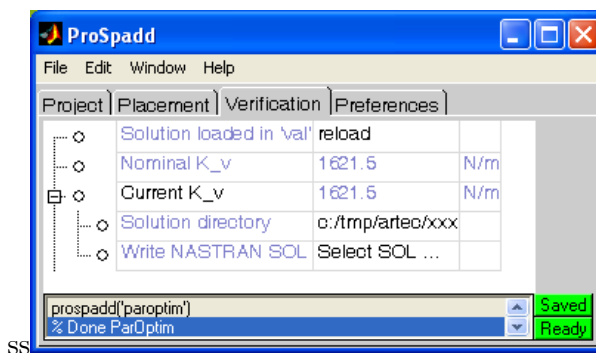 ProSpadd
File Edit Window Help
Project Placement Verification Preferences
Solution loaded in 'val' reload
Nominal K_v 1621.5 N/m
Current K_v 1621.5 N/m
Solution directory c:/tmp/artec/xxx
Write NASTRAN SOL Select SOL ...
prospadd('paroptim') Saved
% Done ParOptim Ready
ss